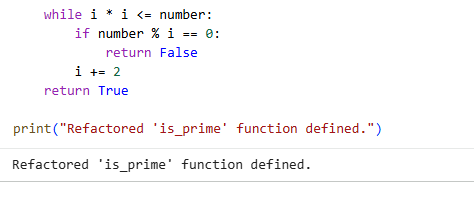 while i * i <= number:
if number % i == 0:
return False
i += 2
return True
print("Refactored 'is_prime' function defined.")
Refactored 'is_prime' function defined.